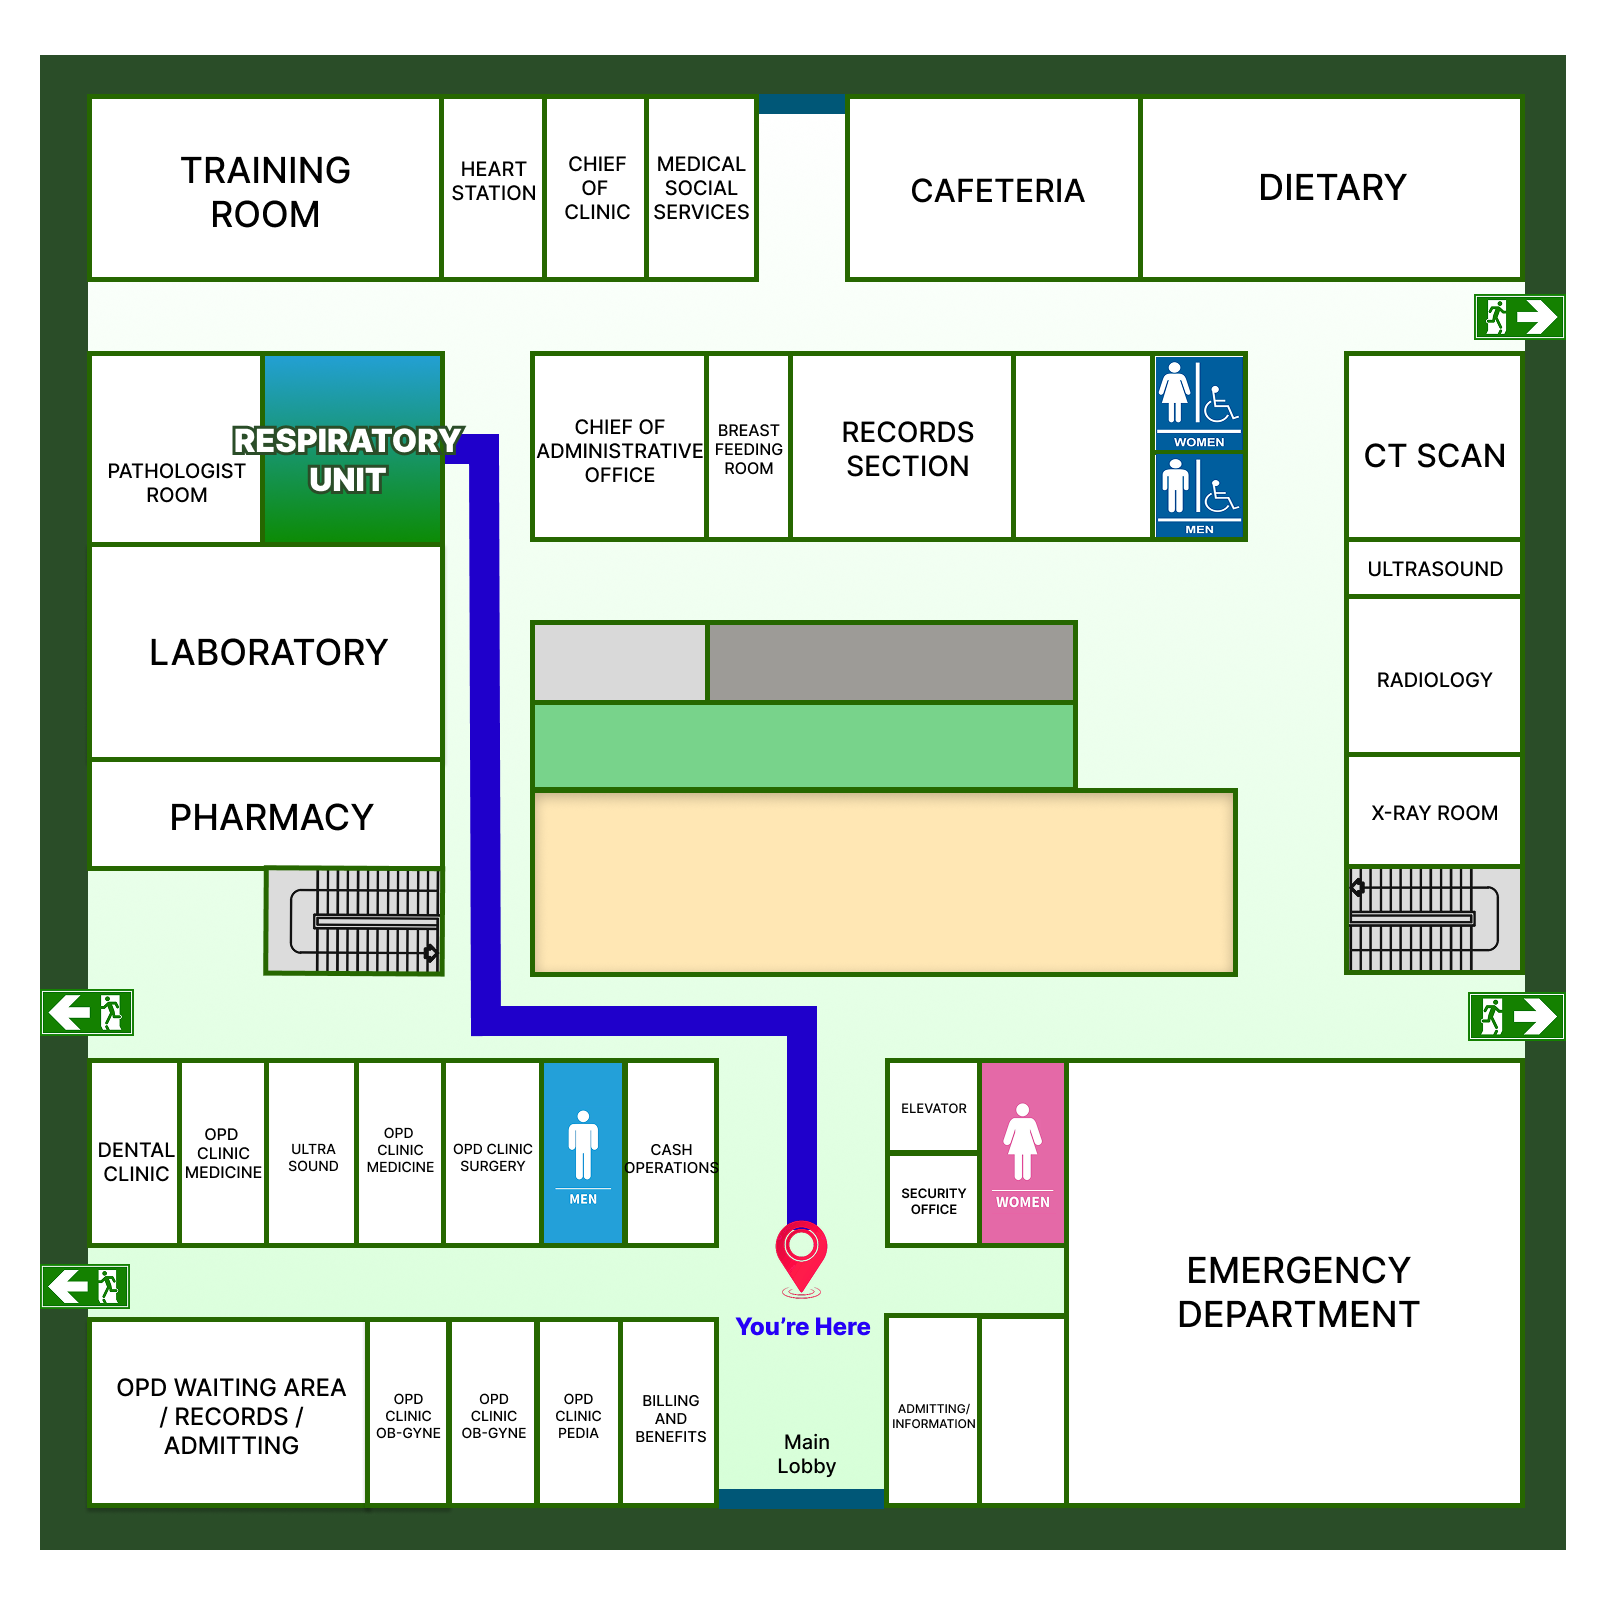 TRAINING
ROOM
HEART
STATION
CHIEF
OF
CLINIC
MEDICAL
SOCIAL
SERVICES
CAFETERIA
DIETARY
PATHOLOGIST
ROOM
RESPIRATORY
UNIT
CHIEF OF
ADMINISTRATIVE
OFFICE
BREAST
FEEDING
ROOM
RECORDS
SECTION
WOMEN
MEN
CT SCAN
ULTRASOUND
RADIOLOGY
X-RAY ROOM
LABORATORY
PHARMACY
DENTAL
CLINIC
OPD
CLINIC
MEDICINE
ULTRA
SOUND
OPD
CLINIC
MEDICINE
OPD CLINIC
SURGERY
MEN
CASH
OPERATIONS
ELEVATOR
SECURITY
OFFICE
WOMEN
EMERGENCY
DEPARTMENT
You're Here
OPD WAITING AREA
/ RECORDS /
ADMITTING
OPD
CLINIC
OB-GYNE
OPD
CLINIC
OB-GYNE
OPD
CLINIC
PEDIA
BILLING
AND
BENEFITS
Main
Lobby
ADMITTING/
INFORMATION